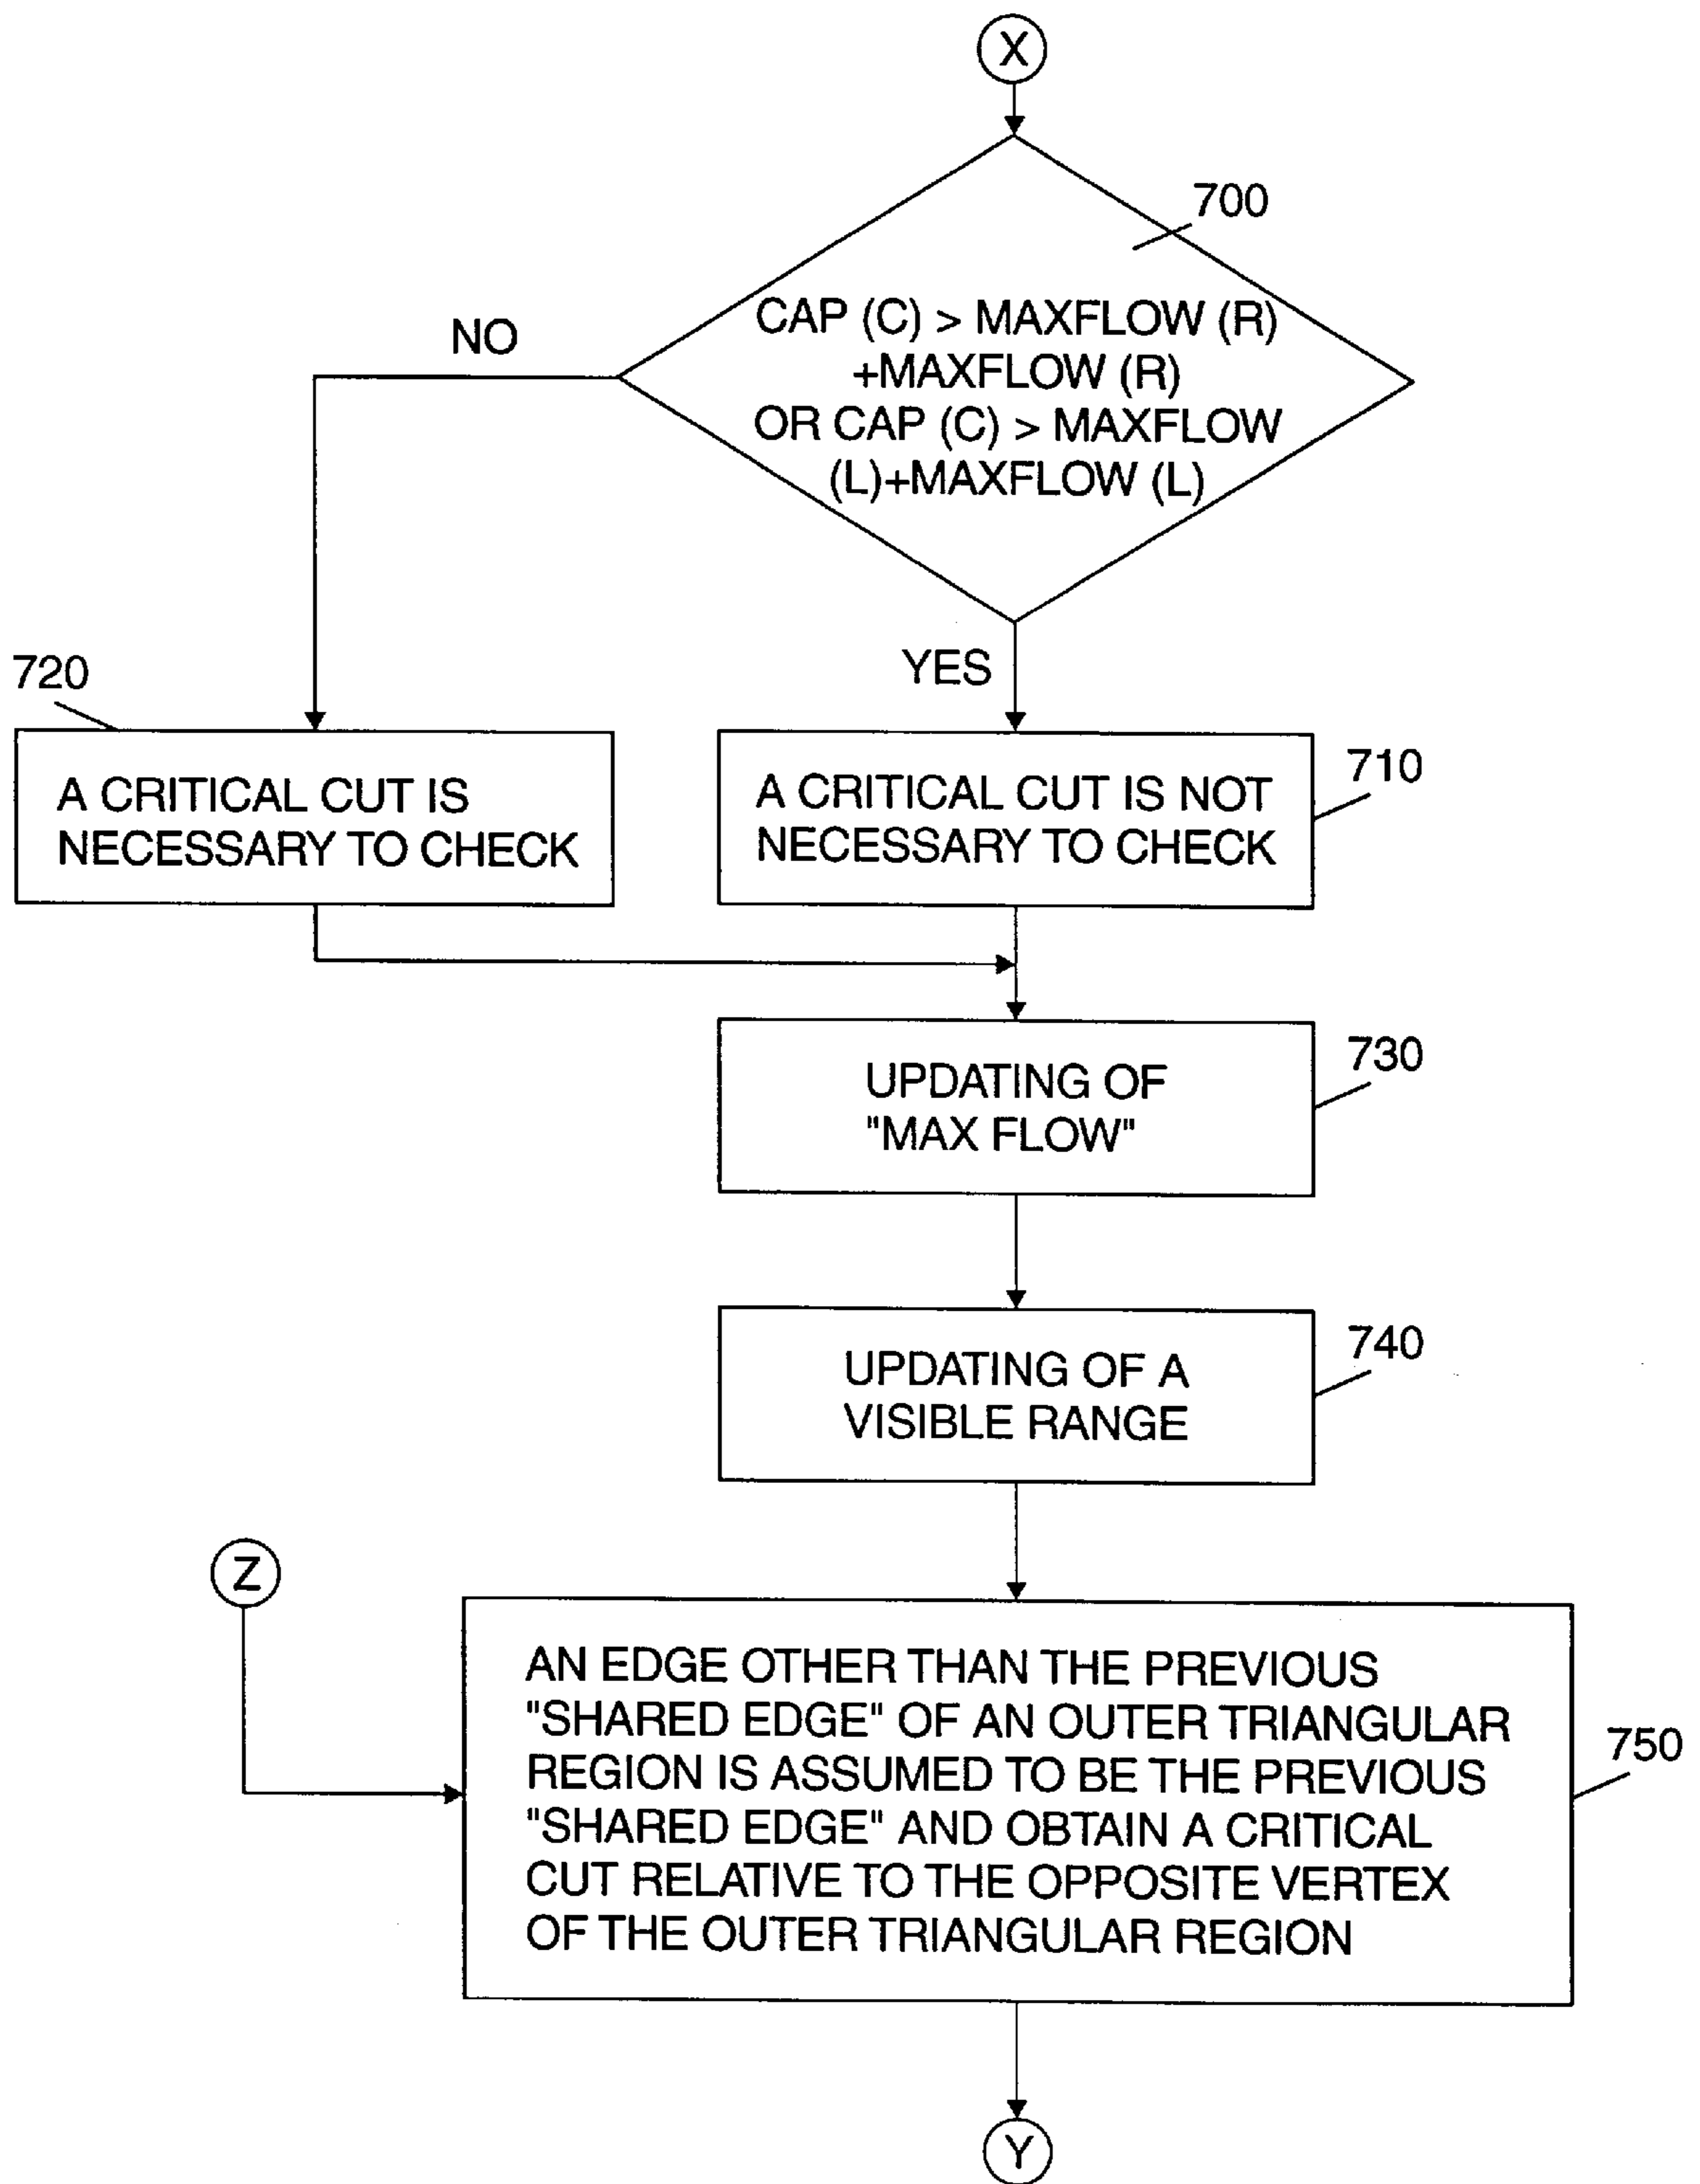 X
700
CAP (C) > MAXFLOW (R)
+MAXFLOW (R)
OR CAP (C) > MAXFLOW
(L)+MAXFLOW (L)
NO
YES
720
A CRITICAL CUT IS
NECESSARY TO CHECK
710
A CRITICAL CUT IS NOT
NECESSARY TO CHECK
730
UPDATING OF
"MAX FLOW"
740
UPDATING OF A
VISIBLE RANGE
Z
750
AN EDGE OTHER THAN THE PREVIOUS
"SHARED EDGE" OF AN OUTER TRIANGULAR
REGION IS ASSUMED TO BE THE PREVIOUS
"SHARED EDGE" AND OBTAIN A CRITICAL
CUT RELATIVE TO THE OPPOSITE VERTEX
OF THE OUTER TRIANGULAR REGION
Y